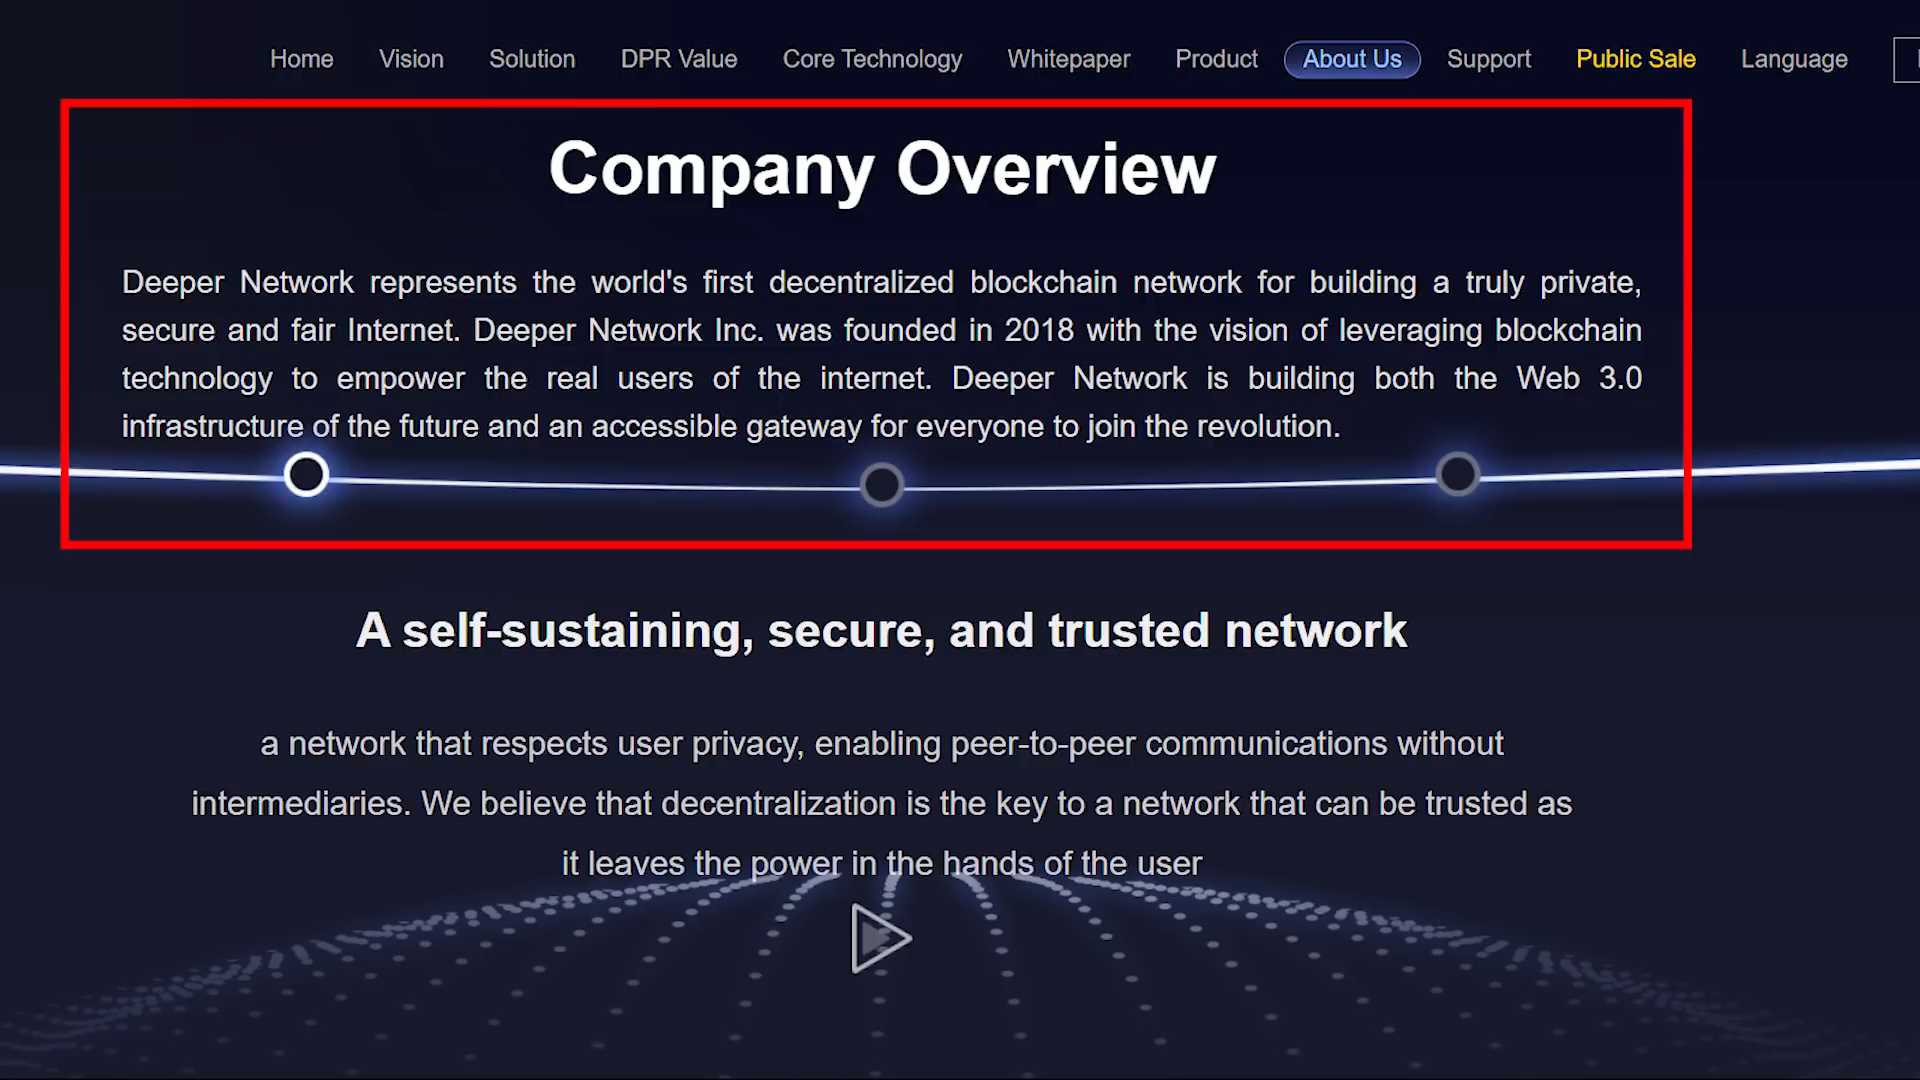 Home Vision Solution DPR Value Core Technology Whitepaper Product About Us Support Public Sale Language
Company Overview
Deeper Network represents the world's first decentralized blockchain network for building a truly private,
secure and fair Internet. Deeper Network Inc. was founded in 2018 with the vision of leveraging blockchain
technology to empower the real users of the internet. Deeper Network is building both the Web 3.0
infrastructure of the future and an accessible gateway for everyone to join the revolution.
A self-sustaining, secure, and trusted network
a network that respects user privacy, enabling peer-to-peer communications without
intermediaries. We believe that decentralization is the key to a network that can be trusted as
it leaves the power in the hands of the user